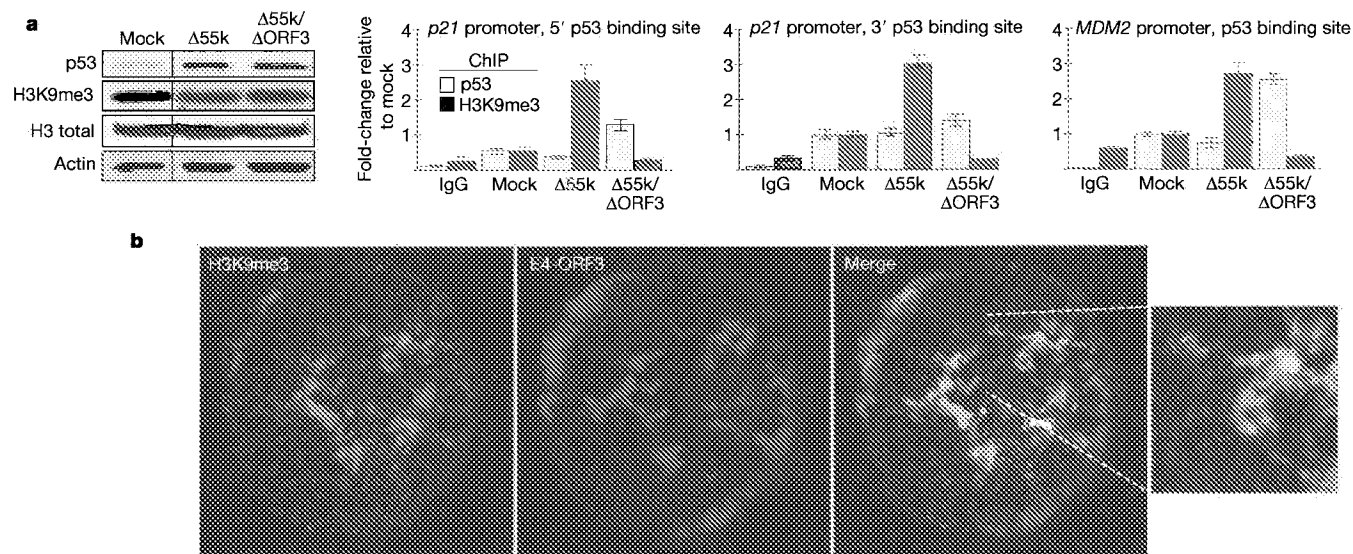 a
Mock Δ55k Δ55k/
ΔORF3
p53
H3K9me3
H3 total
Actin
Fold-change relative
to mock
p21 promoter, 5′ p53 binding site
4
3
2
1
ChIP
p53
H3K9me3
IgG Mock Δ55k Δ55k/
ΔORF3
p21 promoter, 3′ p53 binding site
4
3
2
1
IgG Mock Δ55k Δ55k/
ΔORF3
MDM2 promoter, p53 binding site
4
3
2
1
IgG Mock Δ55k Δ55k/
ΔORF3
b
H3K9me3
E4-ORF3
Merge